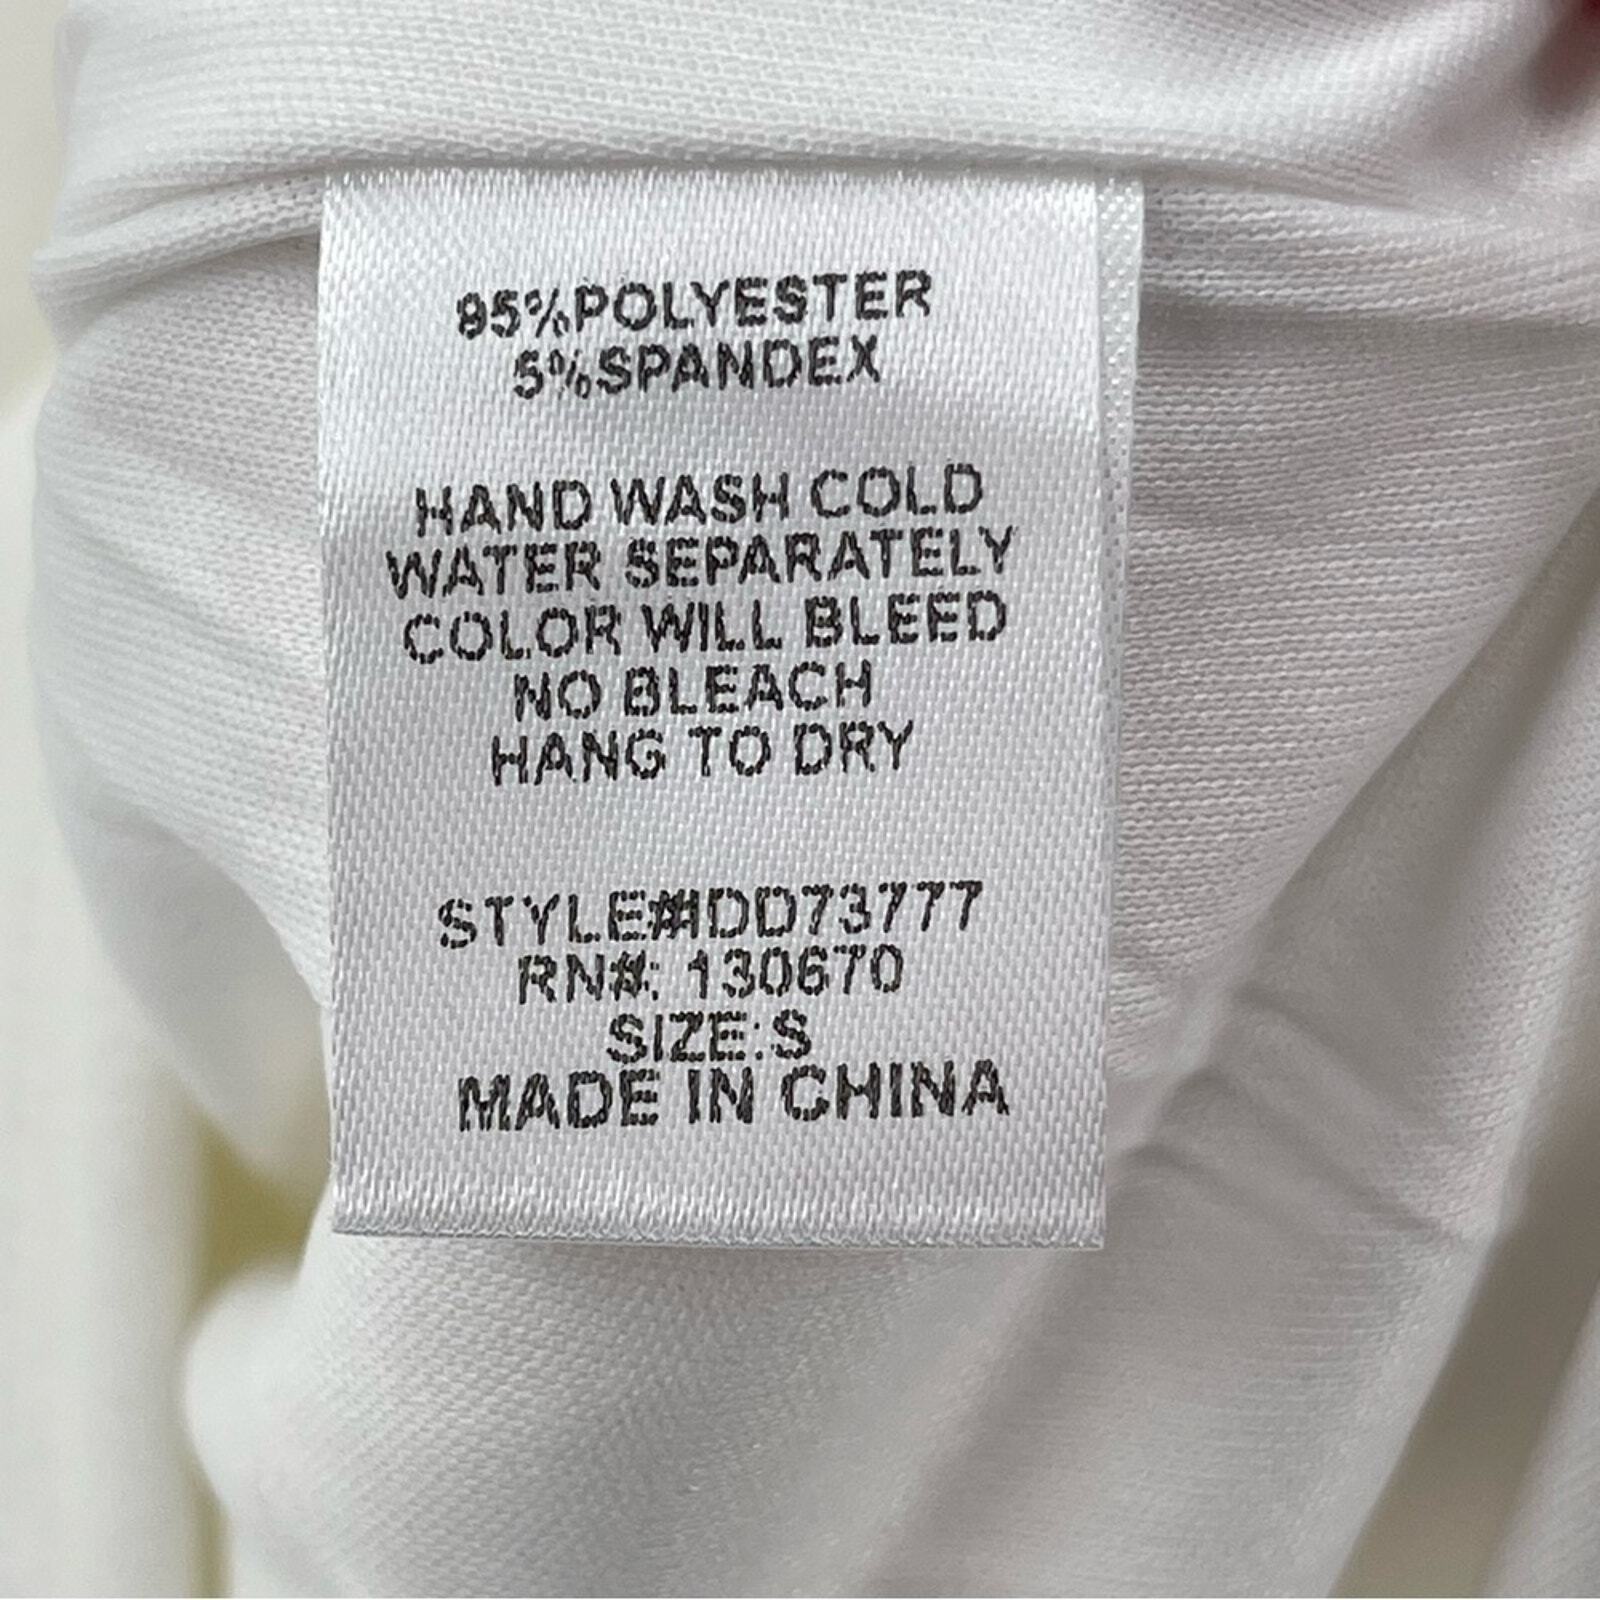 95%POLYESTER
5%SPANDEX
HAND WASH COLD
WATER SEPARATELY
COLOR WILL BLEED
NO BLEACH
HANG TO DRY
STYLE#IDD73777
RN#: 130670
SIZE:S
MADE IN CHINA